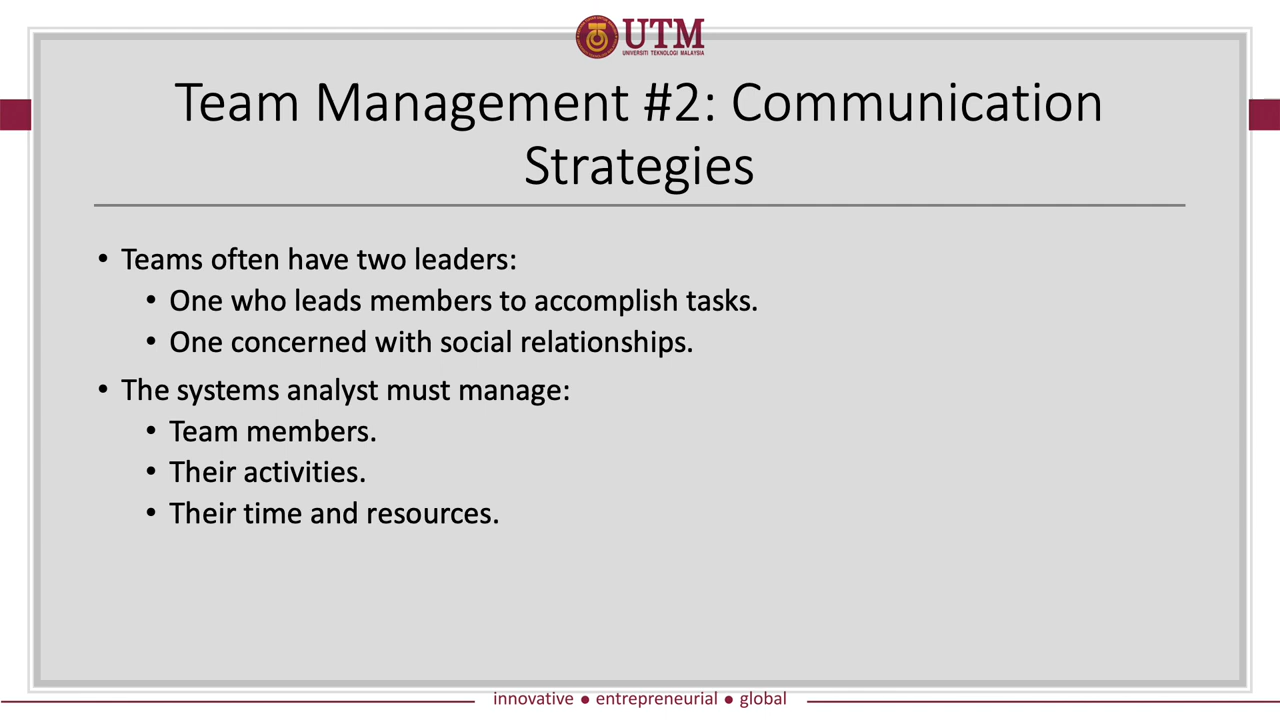 UTM
UNIVERSITI TEKNOLOGI MALAYSIA
Team Management #2: Communication
Strategies
• Teams often have two leaders:
• One who leads members to accomplish tasks.
• One concerned with social relationships.
• The systems analyst must manage:
• Team members.
• Their activities.
• Their time and resources.
innovative ● entrepreneurial ● global